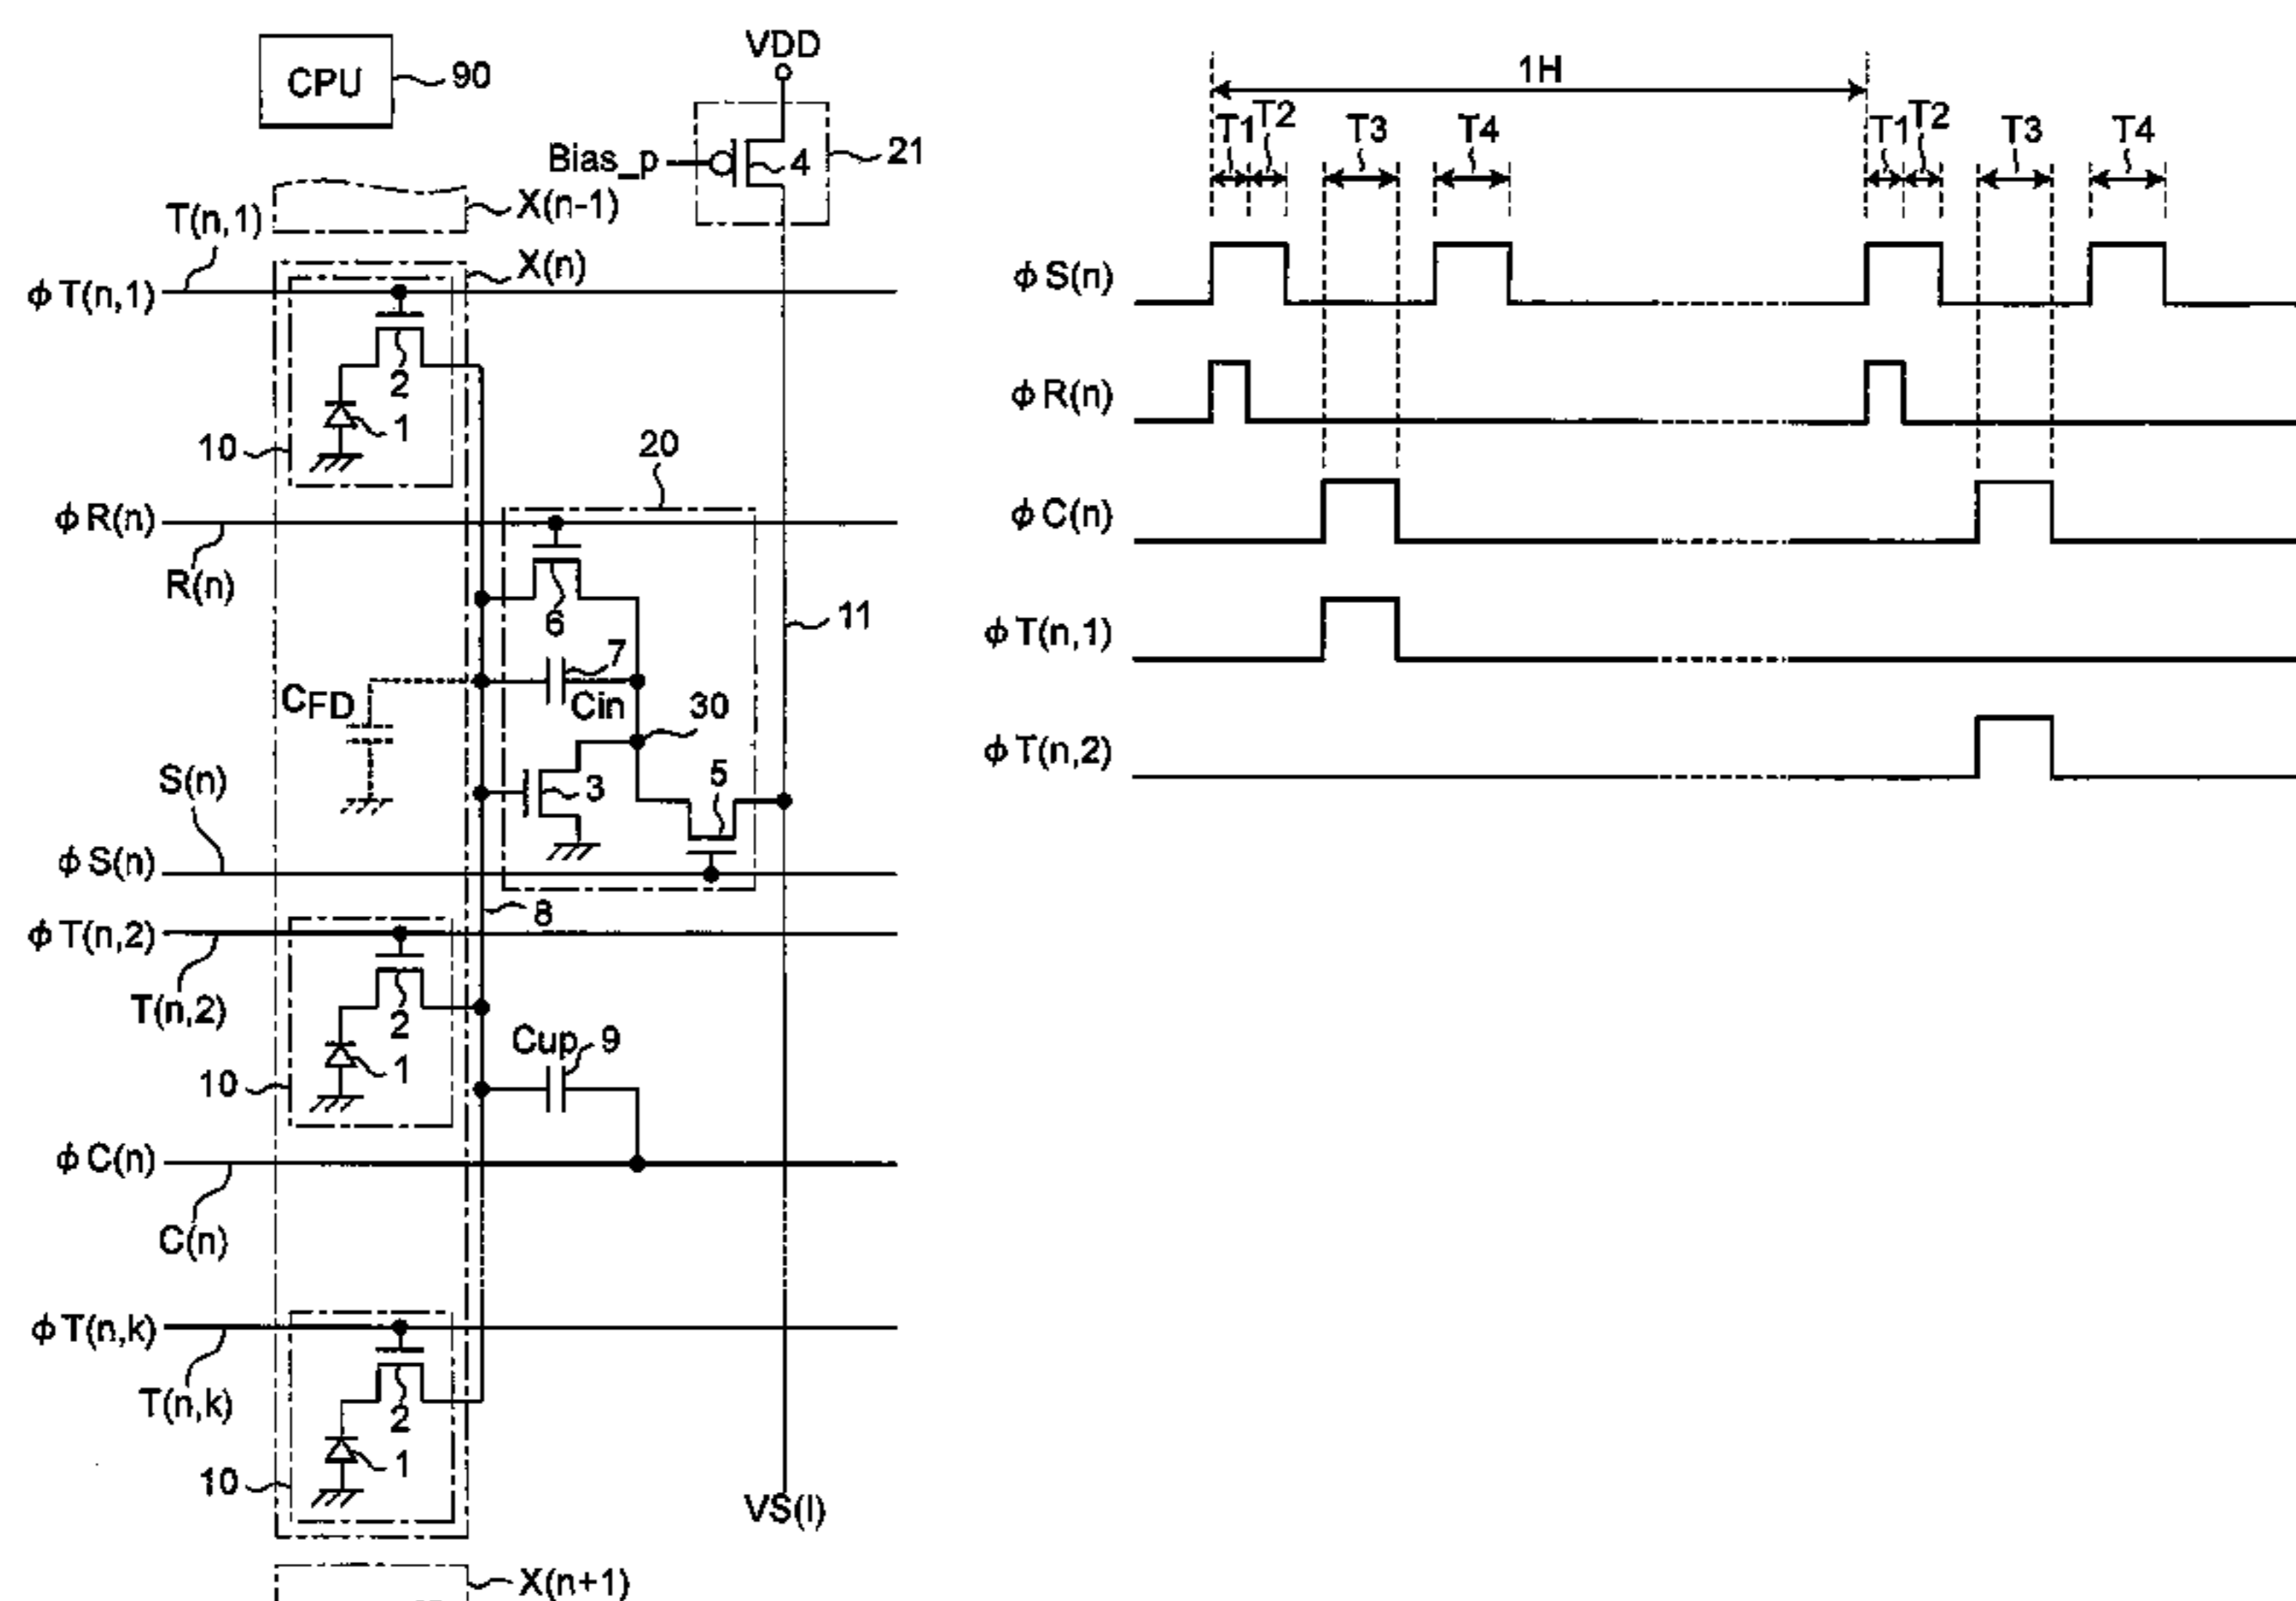 CPU
90
VDD
Bias_p
4
21
X(n-1)
T(n,1)
X(n)
ϕT(n,1)
2
1
10
20
ϕR(n)
R(n)
6
11
7
Cin
CFD
30
S(n)
3
5
ϕS(n)
8
ϕT(n,2)
T(n,2)
2
Cup
9
1
10
ϕC(n)
C(n)
ϕT(n,k)
T(n,k)
2
1
10
VS(l)
X(n+1)
1H
T1 T2 T3 T4 T1 T2 T3 T4
ϕS(n)
ϕR(n)
ϕC(n)
ϕT(n,1)
ϕT(n,2)